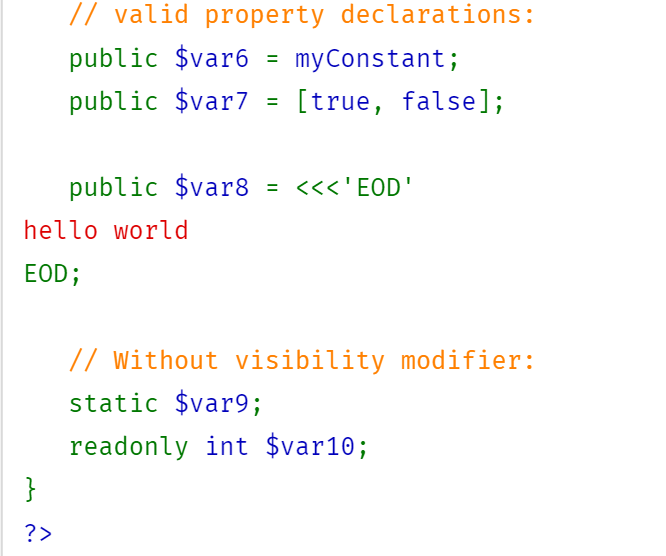 // valid property declarations:
public $var6 = myConstant;
public $var7 = [true, false];
public $var8 = <<<'EOD'
hello world
EOD;
// Without visibility modifier:
static $var9;
readonly int $var10;
}
?>